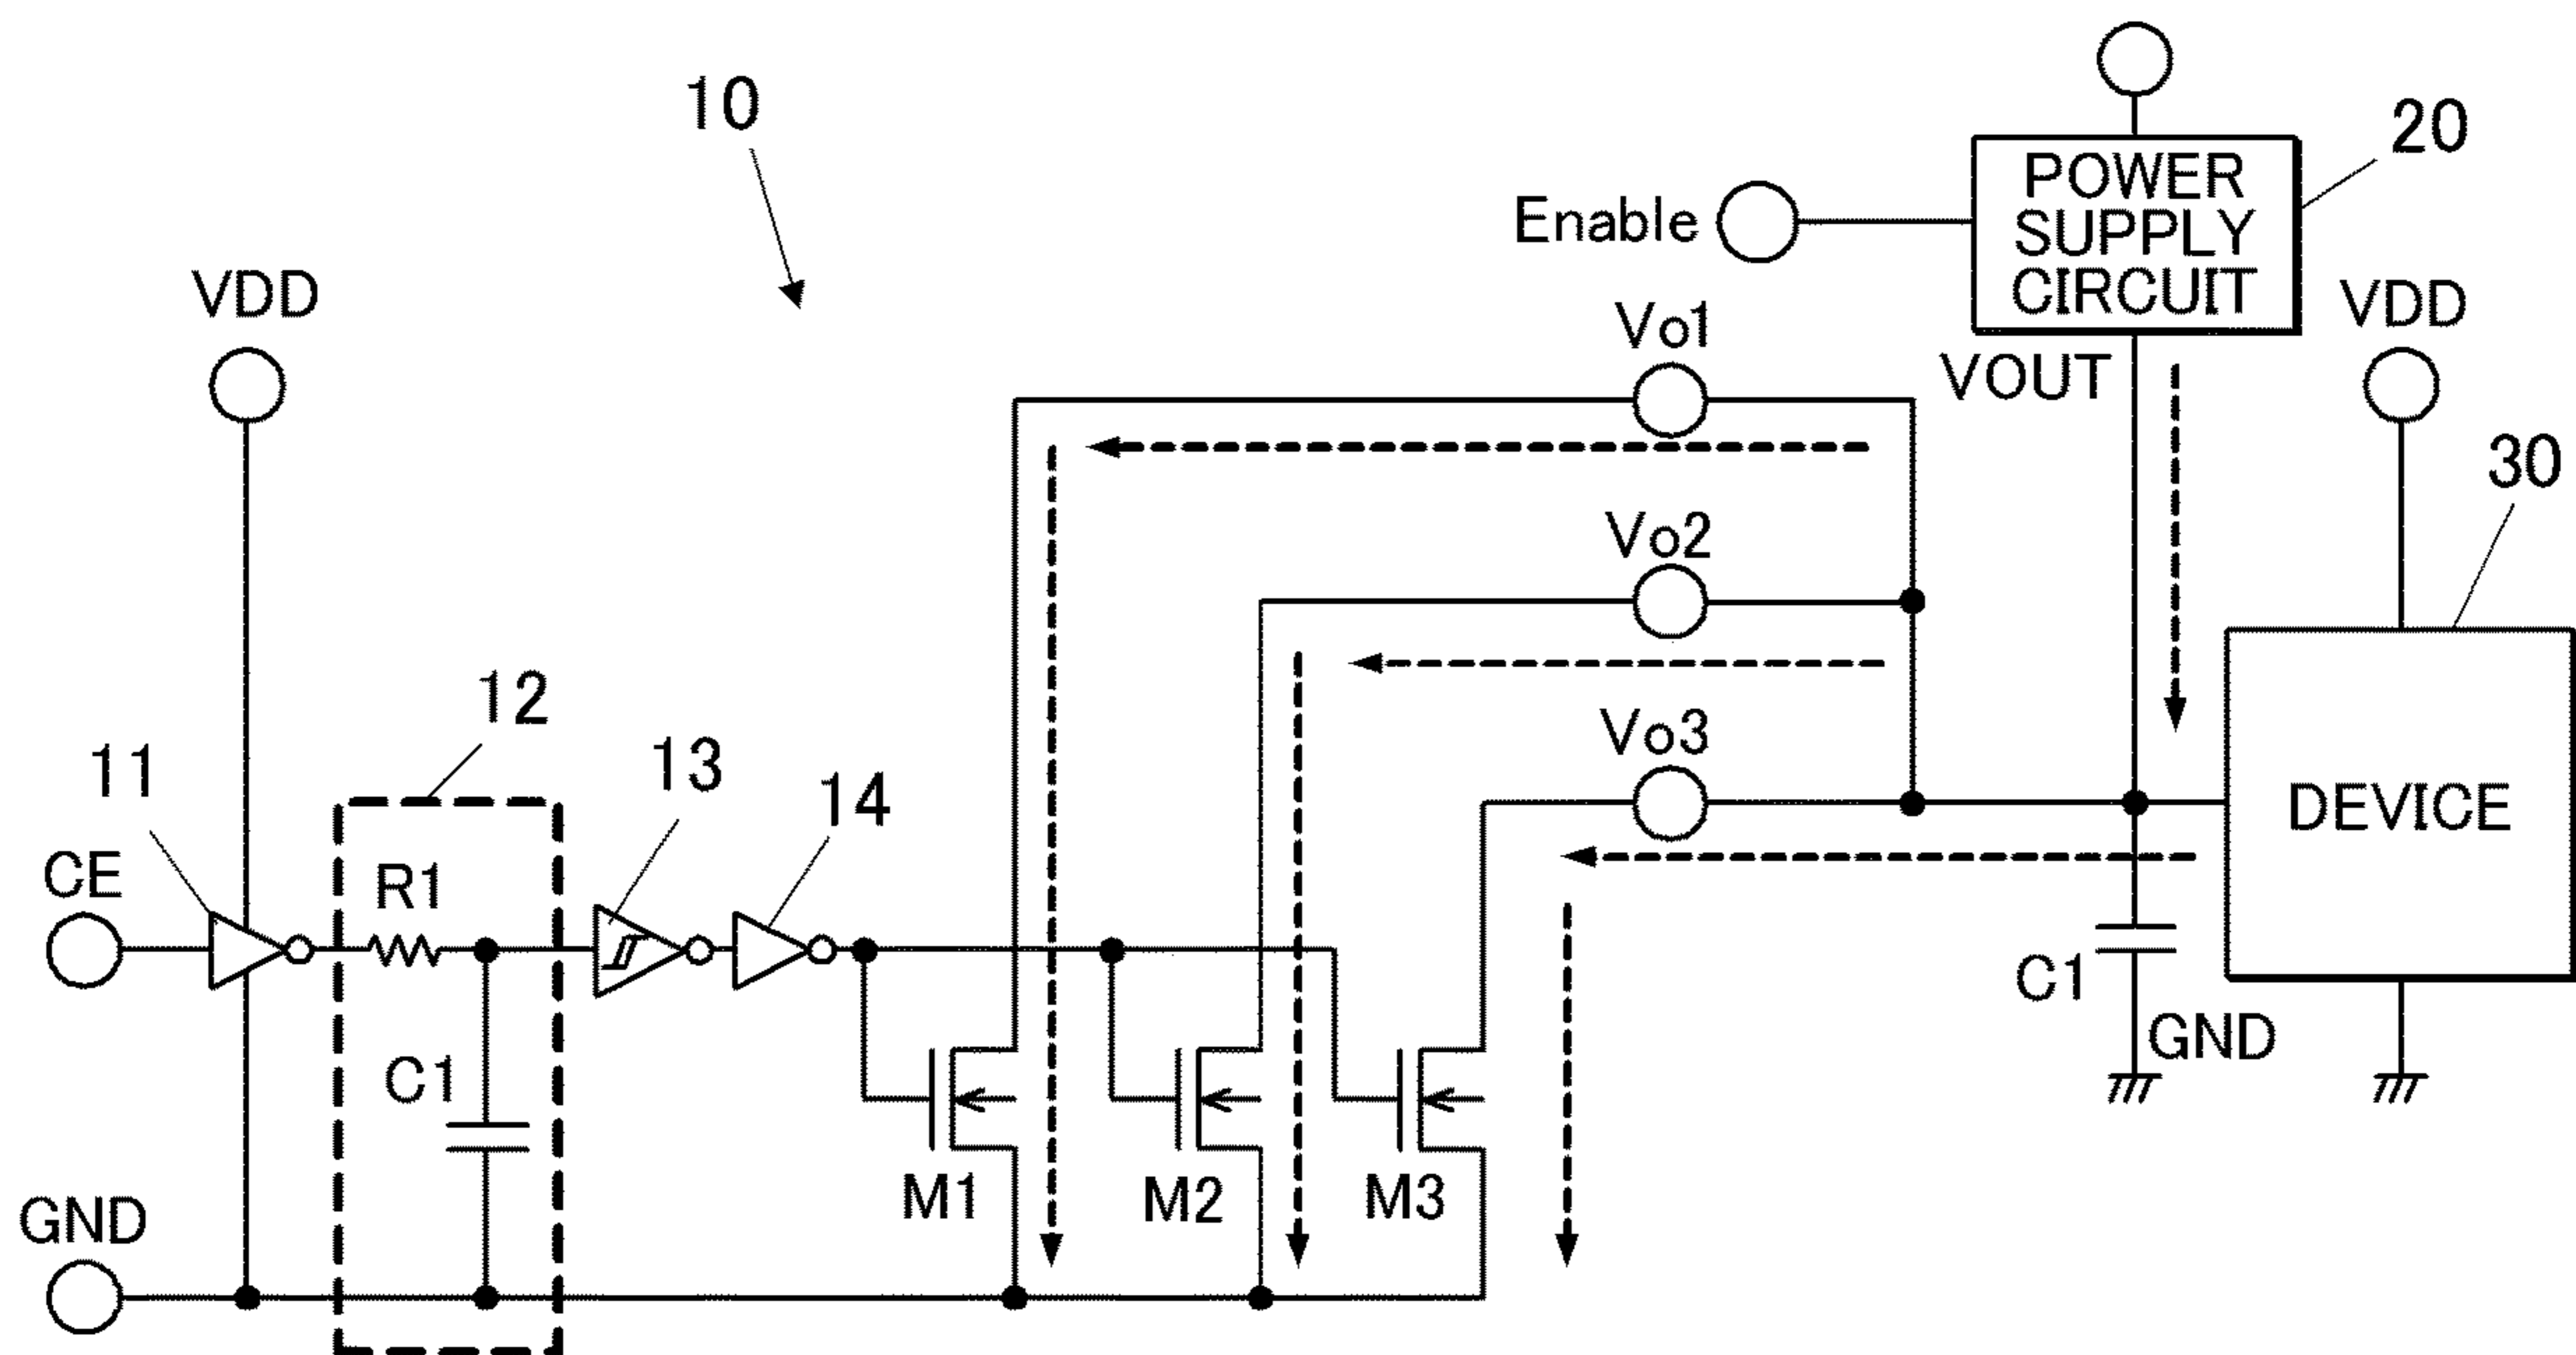 10
20
POWER
SUPPLY
CIRCUIT
Enable
VDD
Vo1
VOUT
VDD
30
Vo2
12
Vo3
11
13
14
DEVICE
CE
R1
C1
GND
C1
M1
M2
M3
GND